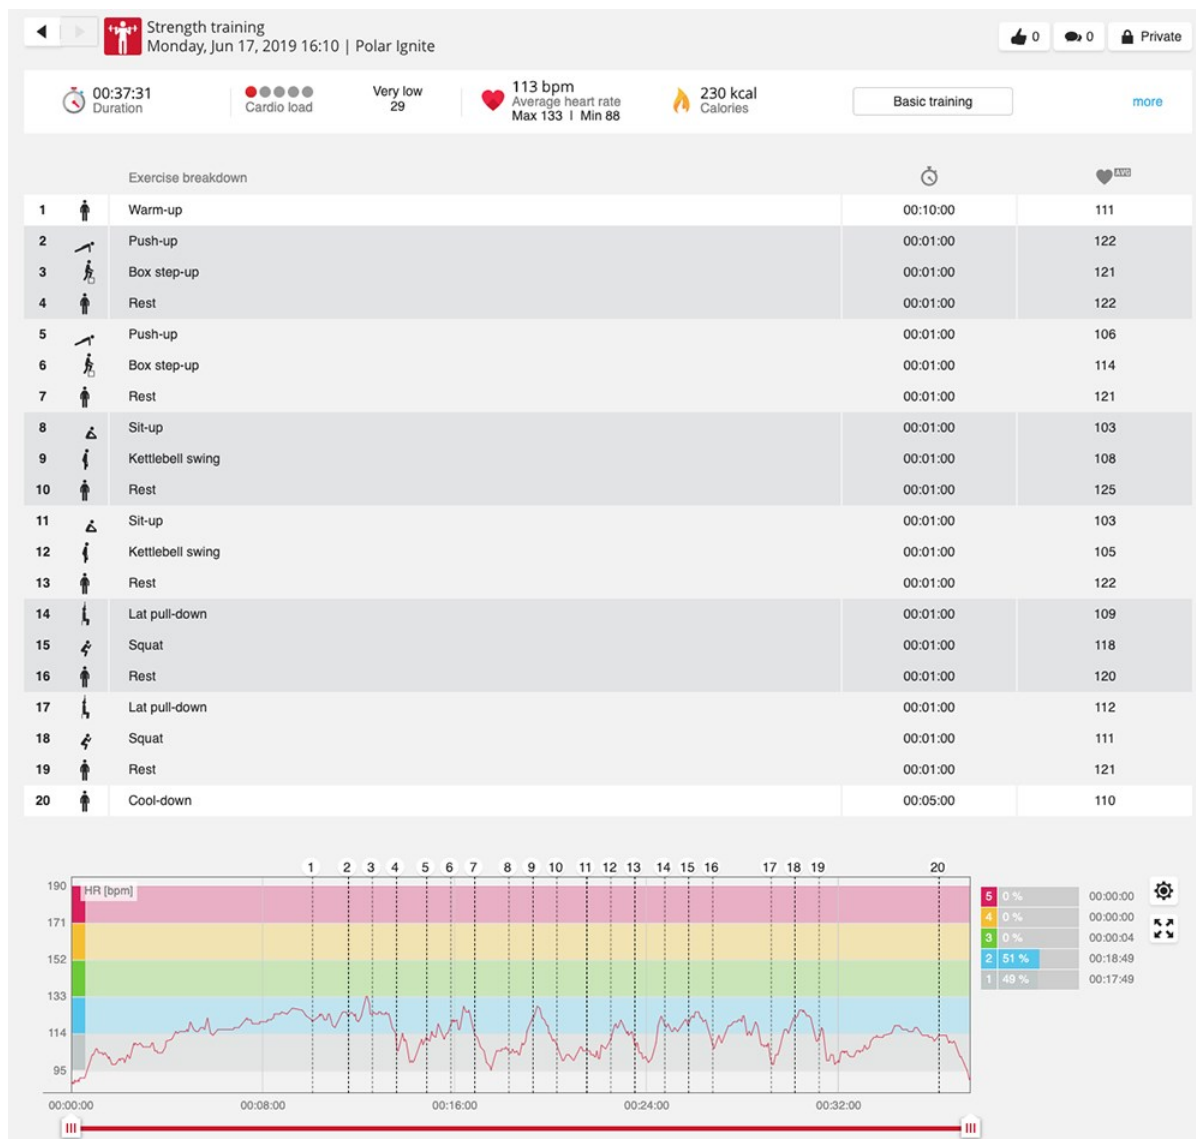 Strength training
Monday, Jun 17, 2019 16:10 | Polar Ignite
0
0
Private
00:37:31
Duration
Cardio load
Very low
29
113 bpm
Average heart rate
Max 133 | Min 88
230 kcal
Calories
Basic training
more
Exercise breakdown
AVG
1 Warm-up 00:10:00 111
2 Push-up 00:01:00 122
3 Box step-up 00:01:00 121
4 Rest 00:01:00 122
5 Push-up 00:01:00 106
6 Box step-up 00:01:00 114
7 Rest 00:01:00 121
8 Sit-up 00:01:00 103
9 Kettlebell swing 00:01:00 108
10 Rest 00:01:00 125
11 Sit-up 00:01:00 103
12 Kettlebell swing 00:01:00 105
13 Rest 00:01:00 122
14 Lat pull-down 00:01:00 109
15 Squat 00:01:00 118
16 Rest 00:01:00 120
17 Lat pull-down 00:01:00 112
18 Squat 00:01:00 111
19 Rest 00:01:00 121
20 Cool-down 00:05:00 110
1 2 3 4 5 6 7 8 9 10 11 12 13 14 15 16 17 18 19 20
HR [bpm]
190
171
152
133
114
95
5 0 % 00:00:00
4 0 % 00:00:00
3 0 % 00:00:04
2 51 % 00:18:49
1 49 % 00:17:49
00:00:00 00:08:00 00:16:00 00:24:00 00:32:00